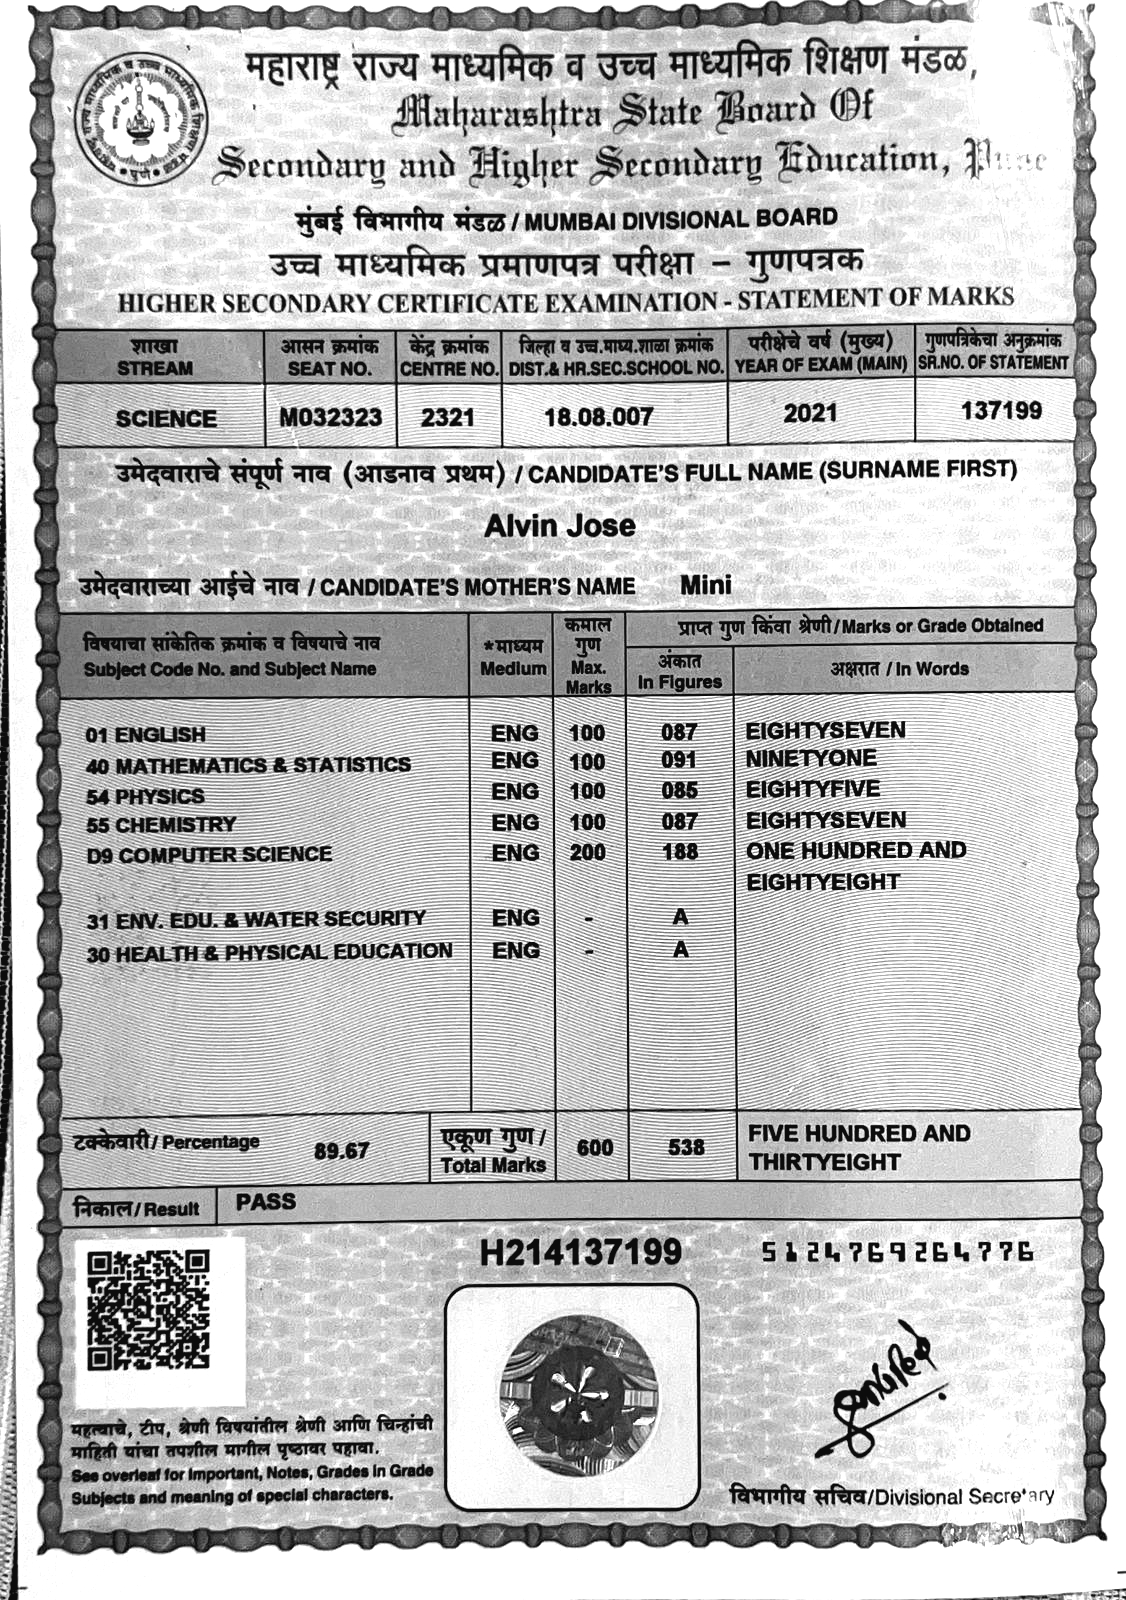 महाराष्ट्र राज्य माध्यमिक व उच्च माध्यमिक शिक्षण मंडळ,
Maharashtra State Board Of
Secondary and Higher Secondary Education, Pune
मुंबई विभागीय मंडळ / MUMBAI DIVISIONAL BOARD
उच्च माध्यमिक प्रमाणपत्र परीक्षा – गुणपत्रक
HIGHER SECONDARY CERTIFICATE EXAMINATION - STATEMENT OF MARKS
शाखा आसन क्रमांक केंद्र क्रमांक जिल्हा व उच्च.माध्य.शाळा क्रमांक परीक्षेचे वर्ष (मुख्य) गुणपत्रिकेचा अनुक्रमांक
STREAM SEAT NO. CENTRE NO. DIST.& HR.SEC.SCHOOL NO. YEAR OF EXAM (MAIN) SR.NO. OF STATEMENT
SCIENCE M032323 2321 18.08.007 2021 137199
उमेदवाराचे संपूर्ण नाव (आडनाव प्रथम) / CANDIDATE'S FULL NAME (SURNAME FIRST)
Alvin Jose
उमेदवाराच्या आईचे नाव / CANDIDATE'S MOTHER'S NAME Mini
विषयाचा सांकेतिक क्रमांक व विषयाचे नाव *माध्यम कमाल गुण प्राप्त गुण किंवा श्रेणी/Marks or Grade Obtained
Subject Code No. and Subject Name Medium Max. Marks अंकात In Figures अक्षरात / In Words
01 ENGLISH ENG 100 087 EIGHTYSEVEN
40 MATHEMATICS & STATISTICS ENG 100 091 NINETYONE
54 PHYSICS ENG 100 085 EIGHTYFIVE
55 CHEMISTRY ENG 100 087 EIGHTYSEVEN
D9 COMPUTER SCIENCE ENG 200 188 ONE HUNDRED AND
EIGHTYEIGHT
31 ENV. EDU. & WATER SECURITY ENG - A
30 HEALTH & PHYSICAL EDUCATION ENG - A
टक्केवारी/ Percentage 89.67 एकूण गुण / Total Marks 600 538 FIVE HUNDRED AND
THIRTYEIGHT
निकाल/ Result PASS
H214137199 5124769264776
महत्वाचे, टीप, श्रेणी विषयांतील श्रेणी आणि चिन्हांची
माहिती यांचा तपशील मागील पृष्ठावर पहावा.
See overleaf for Important, Notes, Grades in Grade
Subjects and meaning of special characters.
विभागीय सचिव/Divisional Secretary